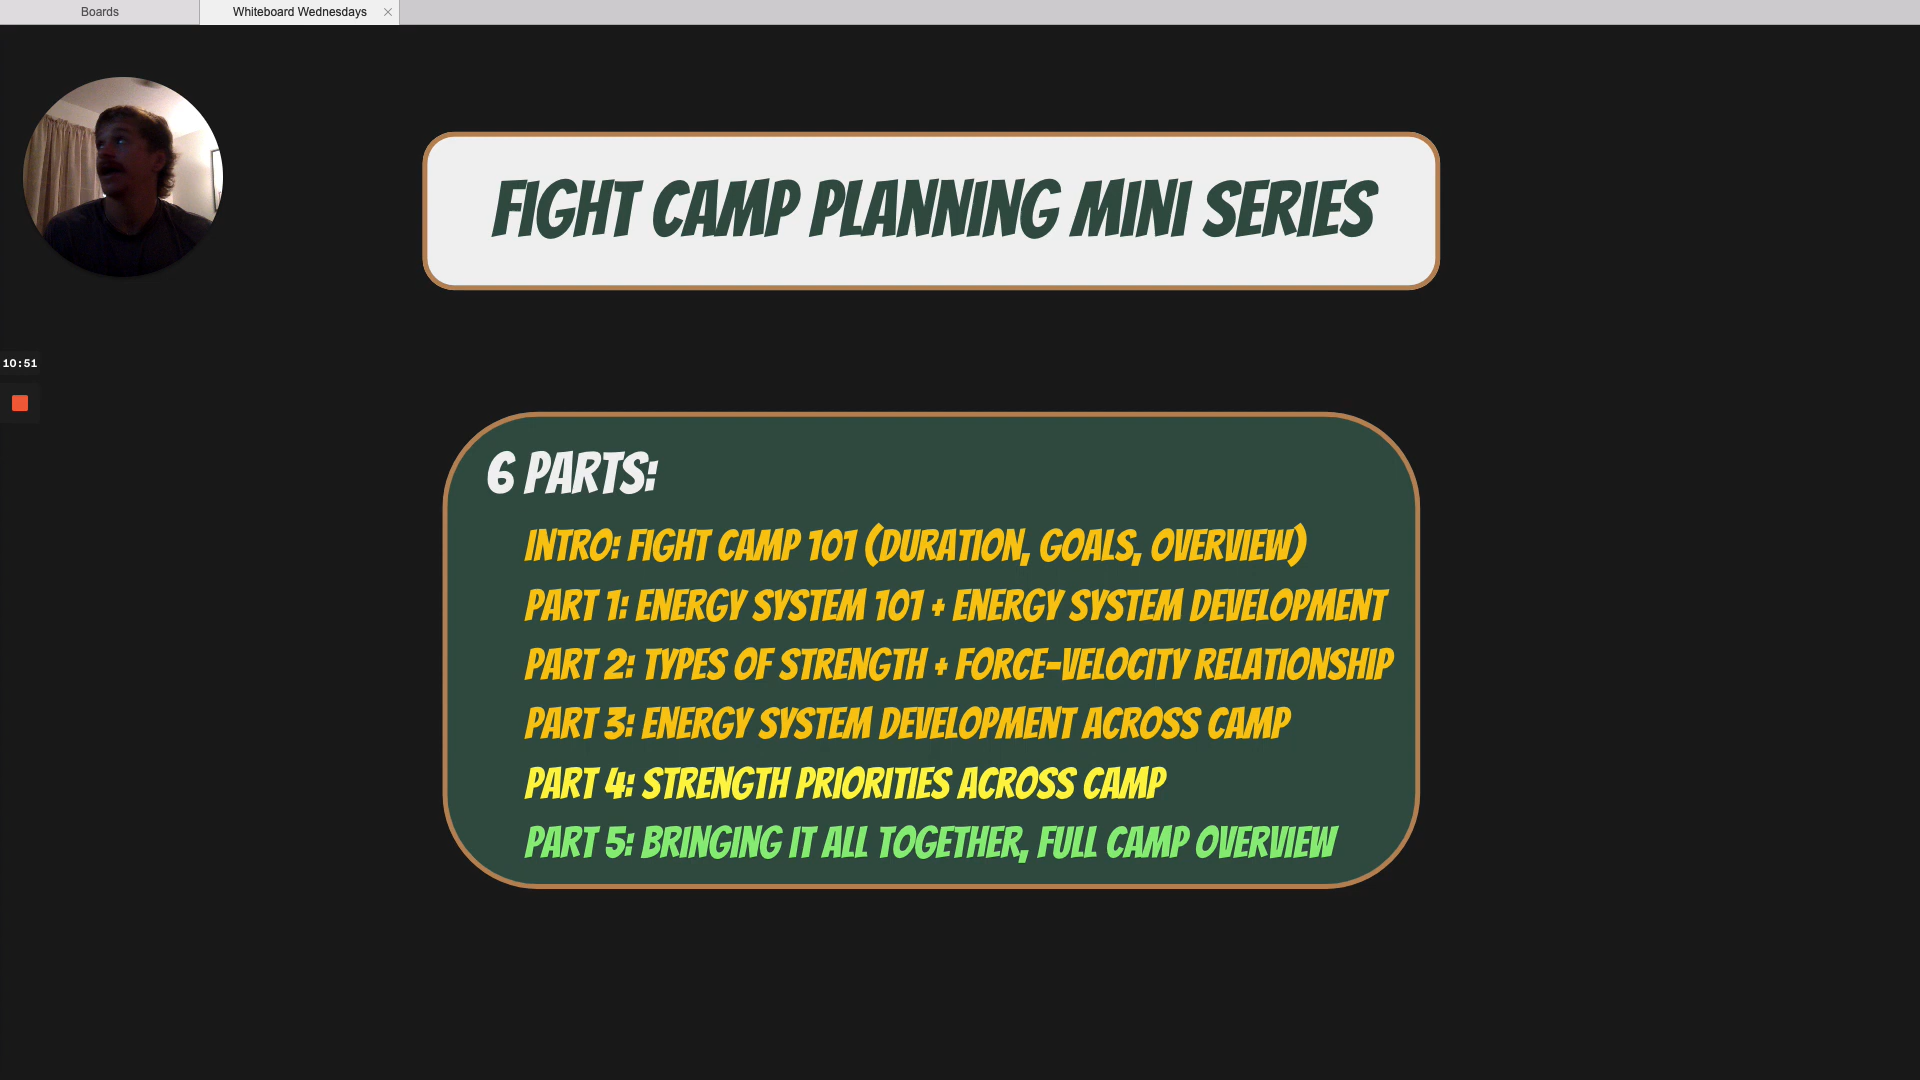 Boards
Whiteboard Wednesdays
FIGHT CAMP PLANNING MINI SERIES
10:51
6 PARTS:
INTRO: FIGHT CAMP 101 (DURATION, GOALS, OVERVIEW)
PART 1: ENERGY SYSTEM 101 + ENERGY SYSTEM DEVELOPMENT
PART 2: TYPES OF STRENGTH + FORCE-VELOCITY RELATIONSHIP
PART 3: ENERGY SYSTEM DEVELOPMENT ACROSS CAMP
PART 4: STRENGTH PRIORITIES ACROSS CAMP
PART 5: BRINGING IT ALL TOGETHER, FULL CAMP OVERVIEW